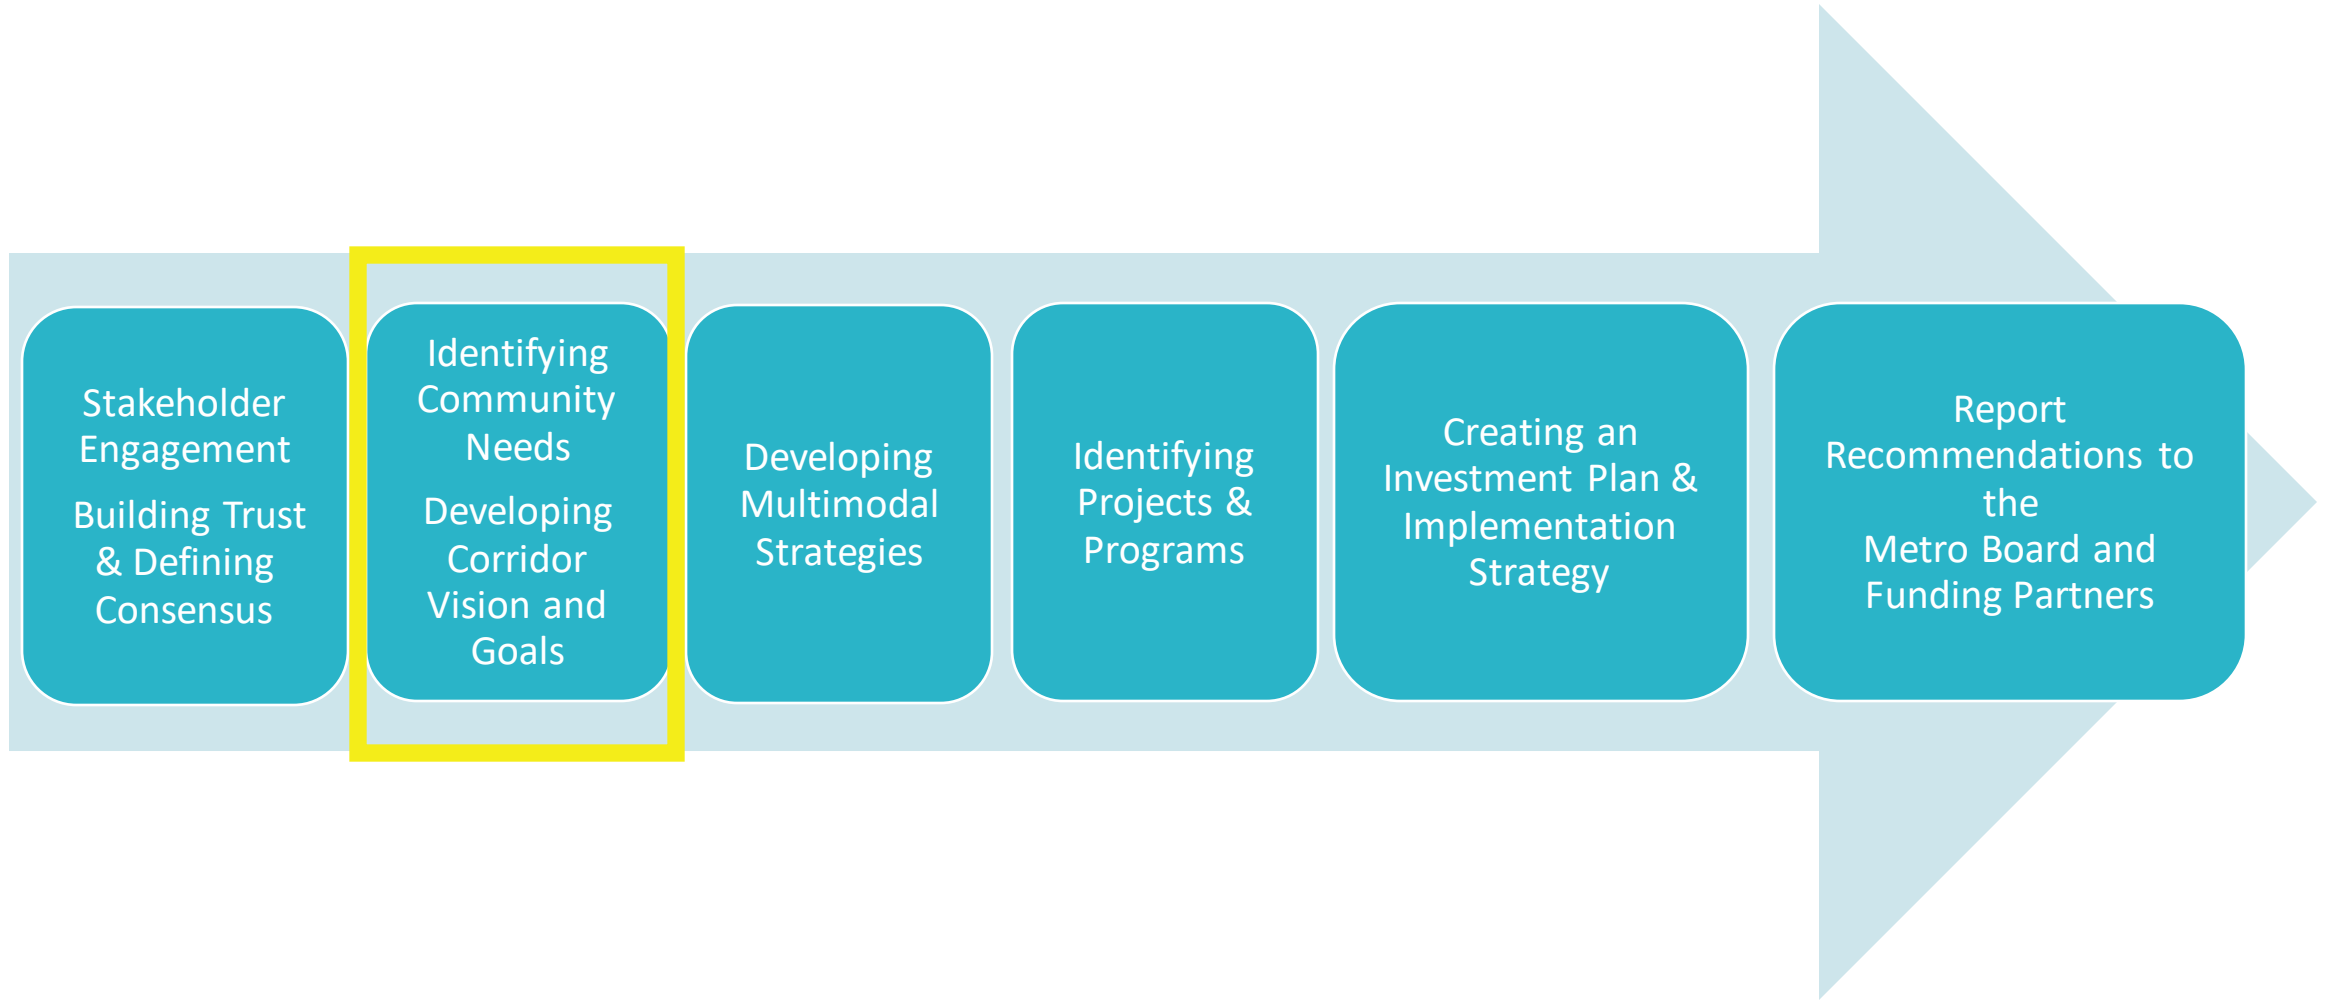 Stakeholder
Engagement
Building Trust
& Defining
Consensus
Identifying
Community
Needs
Developing
Corridor
Vision and
Goals
Developing
Multimodal
Strategies
Identifying
Projects &
Programs
Creating an
Investment Plan &
Implementation
Strategy
Report
Recommendations to
the
Metro Board and
Funding Partners